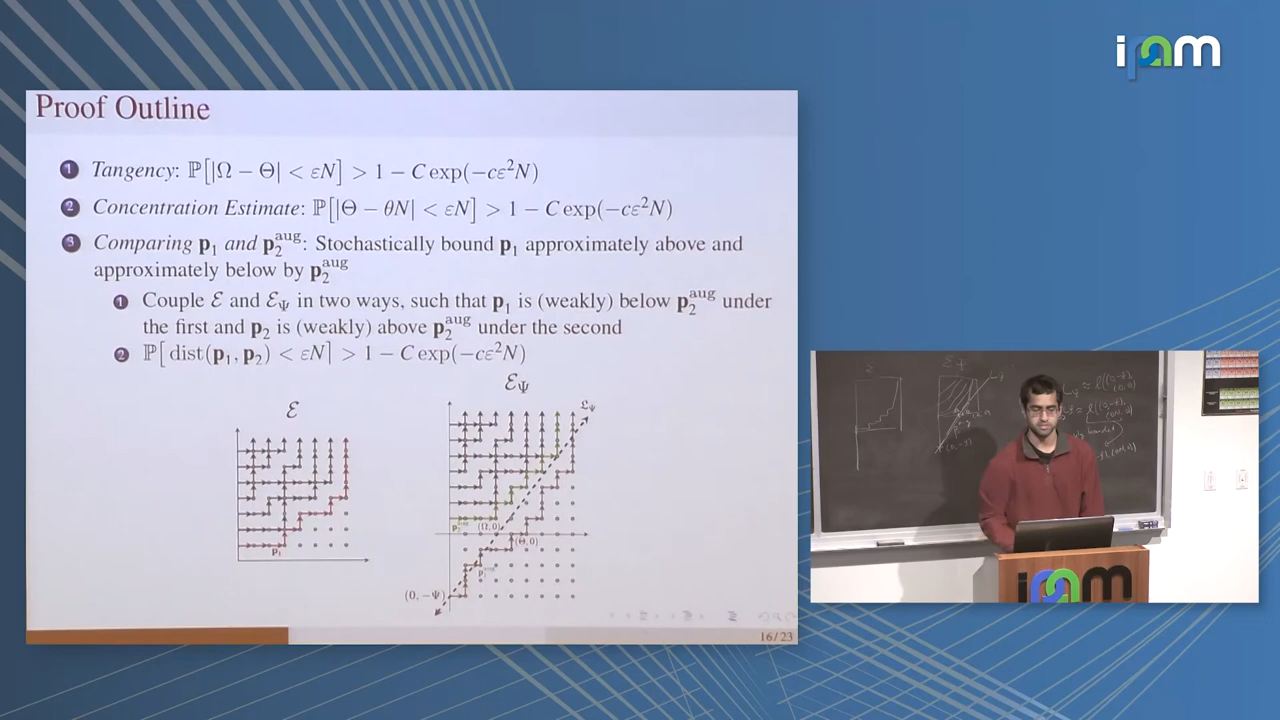 ipam
Proof Outline
1 Tangency: ℙ[|Ω − Θ| < εN] > 1 − C exp(−cε²N)
2 Concentration Estimate: ℙ[|Θ − θN| < εN] > 1 − C exp(−cε²N)
3 Comparing p₁ and p₂^aug: Stochastically bound p₁ approximately above and
approximately below by p₂^aug
1 Couple ℰ and ℰ_Ψ in two ways, such that p₁ is (weakly) below p₂^aug under
the first and p₂ is (weakly) above p₂^aug under the second
2 ℙ[dist(p₁, p₂) < εN] > 1 − C exp(−cε²N)
ℰ
ℰ_Ψ
𝔏_Ψ
p₁
(Ω, 0)
(Θ, 0)
(0, −Ψ)
16/23
ipam